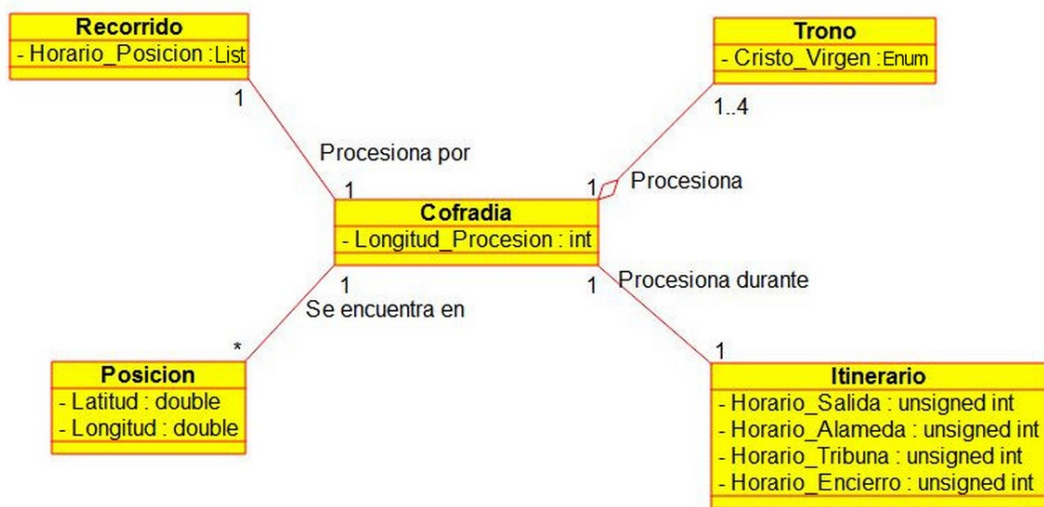 Recorrido
- Horario_Posicion :List
1
Trono
- Cristo_Virgen :Enum
1..4
Procesiona por
1
1
Procesiona
Cofradia
- Longitud_Procesion : int
1
Se encuentra en
1
Procesiona durante
*
1
Posicion
- Latitud : double
- Longitud : double
Itinerario
- Horario_Salida : unsigned int
- Horario_Alameda : unsigned int
- Horario_Tribuna : unsigned int
- Horario_Encierro : unsigned int